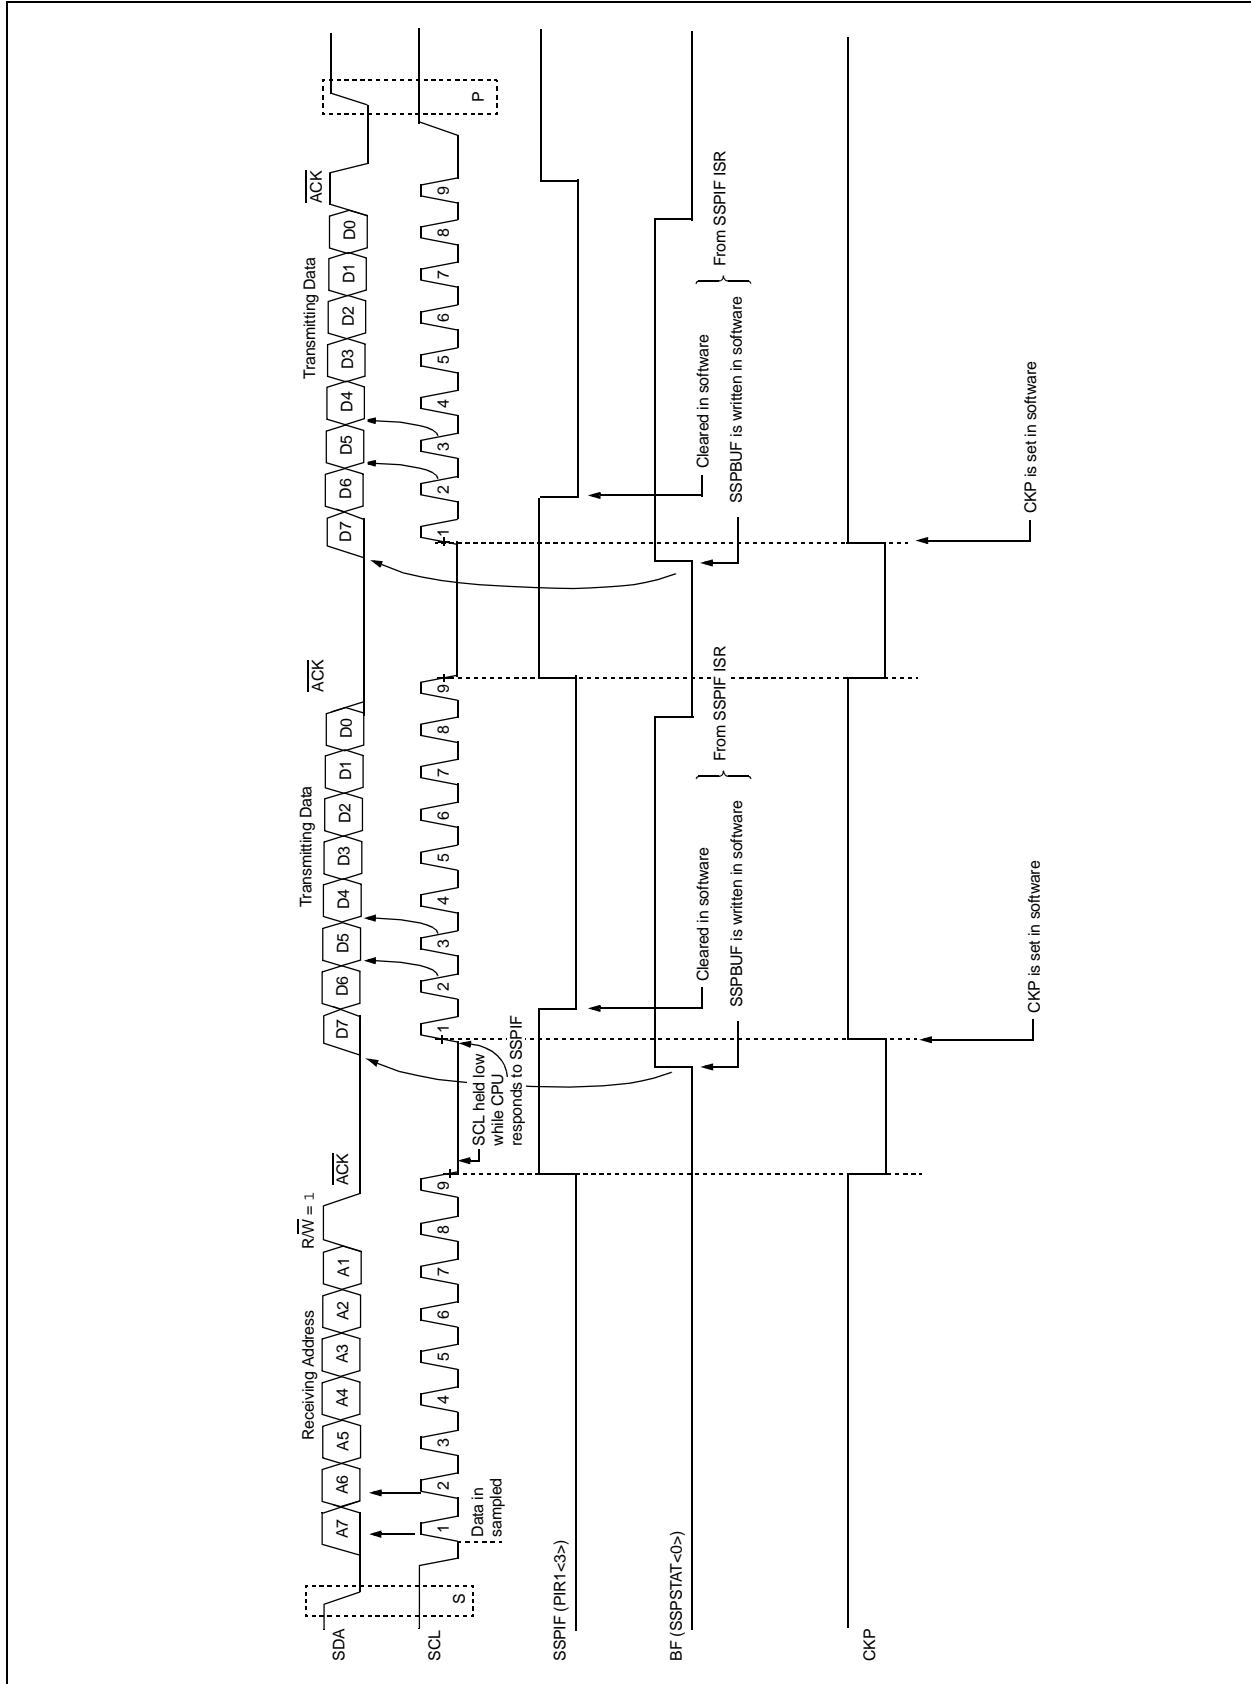 Receiving Address R/W = 1 ACK Transmitting Data ACK Transmitting Data ACK
SDA A7 A6 A5 A4 A3 A2 A1 D7 D6 D5 D4 D3 D2 D1 D0 D7 D6 D5 D4 D3 D2 D1 D0
SCL 1 2 3 4 5 6 7 8 9 1 2 3 4 5 6 7 8 9 1 2 3 4 5 6 7 8 9
S
P
Data in
sampled
SCL held low
while CPU
responds to SSPIF
SSPIF (PIR1<3>)
BF (SSPSTAT<0>)
Cleared in software
SSPBUF is written in software
From SSPIF ISR
Cleared in software
SSPBUF is written in software
From SSPIF ISR
CKP
CKP is set in software
CKP is set in software